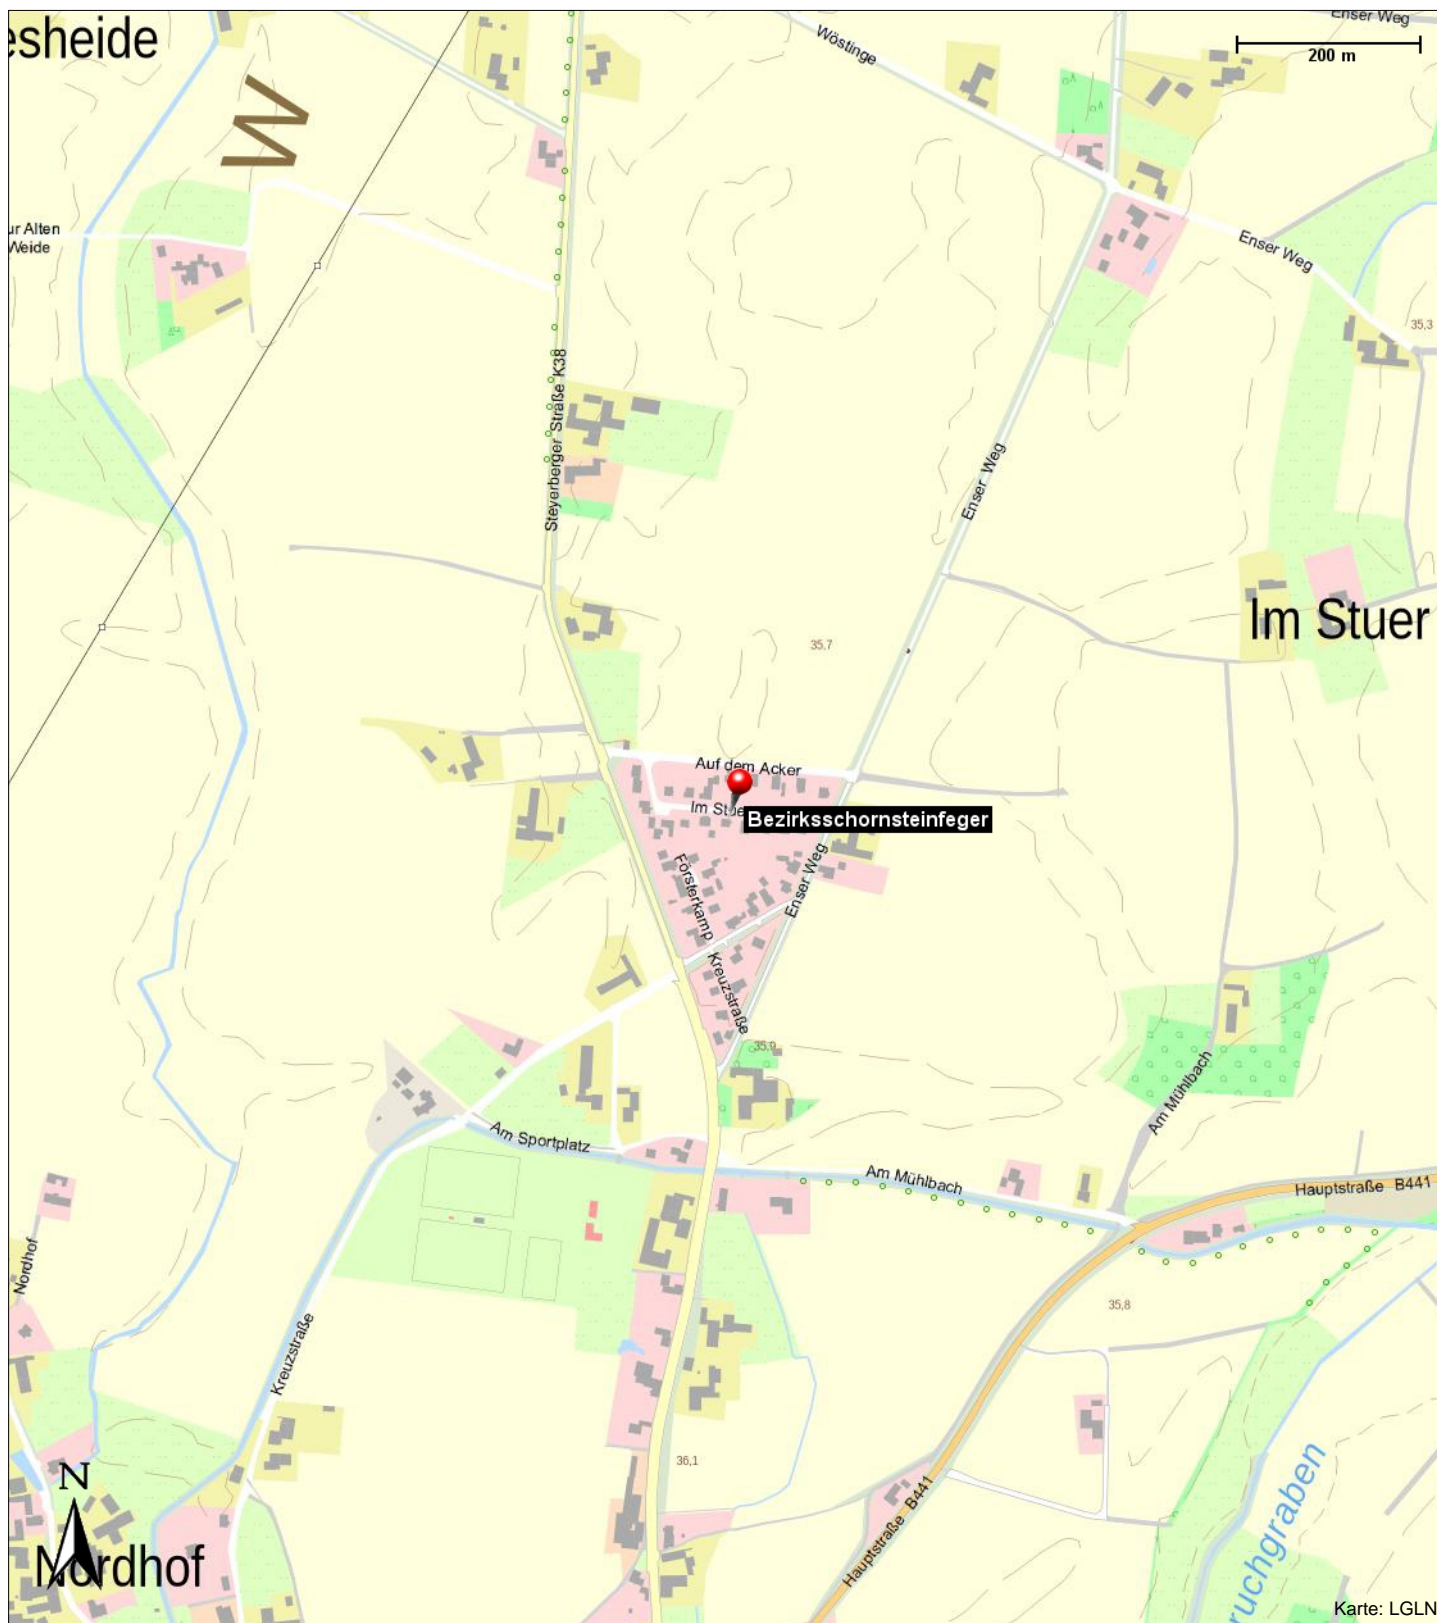 Enser Weg
esheide
Wöstinge
200 m
W
ur Alten
Weide
Enser Weg
35,3
Steyerberger Straße K38
Enser Weg
Im Stuer
35,7
Auf dem Acker
Im Stue
Bezirksschornsteinfeger
Försterkamp
Enser Weg
Kreuzstraße
35,9
Am Mühlbach
Am Sportplatz
Am Mühlbach
Hauptstraße B441
Nordhof
35,8
Kreuzstraße
36,1
N
Hauptstraße B441
ruchgraben
Nordhof
Karte: LGLN